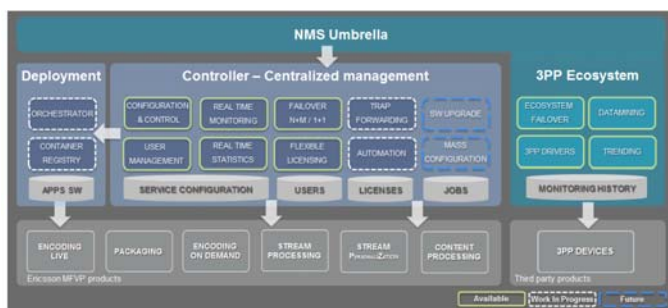 NMS Umbrella
Deployment
ORCHESTRATOR
CONTAINER
REGISTRY
APPS SW
Controller – Centralized management
CONFIGURATION
& CONTROL
REAL TIME
MONITORING
FAILOVER
N+M / 1+1
TRAP
FORWARDING
SW UPGRADE
USER
MANAGEMENT
REAL TIME
STATISTICS
FLEXIBLE
LICENSING
AUTOMATION
MASS
CONFIGURATION
SERVICE CONFIGURATION
USERS
LICENSES
JOBS
3PP Ecosystem
ECOSYSTEM
FAILOVER
DATAMINING
3PP DRIVERS
TRENDING
MONITORING HISTORY
ENCODING
LIVE
PACKAGING
ENCODING
ON DEMAND
STREAM
PROCESSING
STREAM
PERSONALIZATION
CONTENT
PROCESSING
Ericsson MFVP products
3PP DEVICES
Third party products
Available
Work In Progress
Future